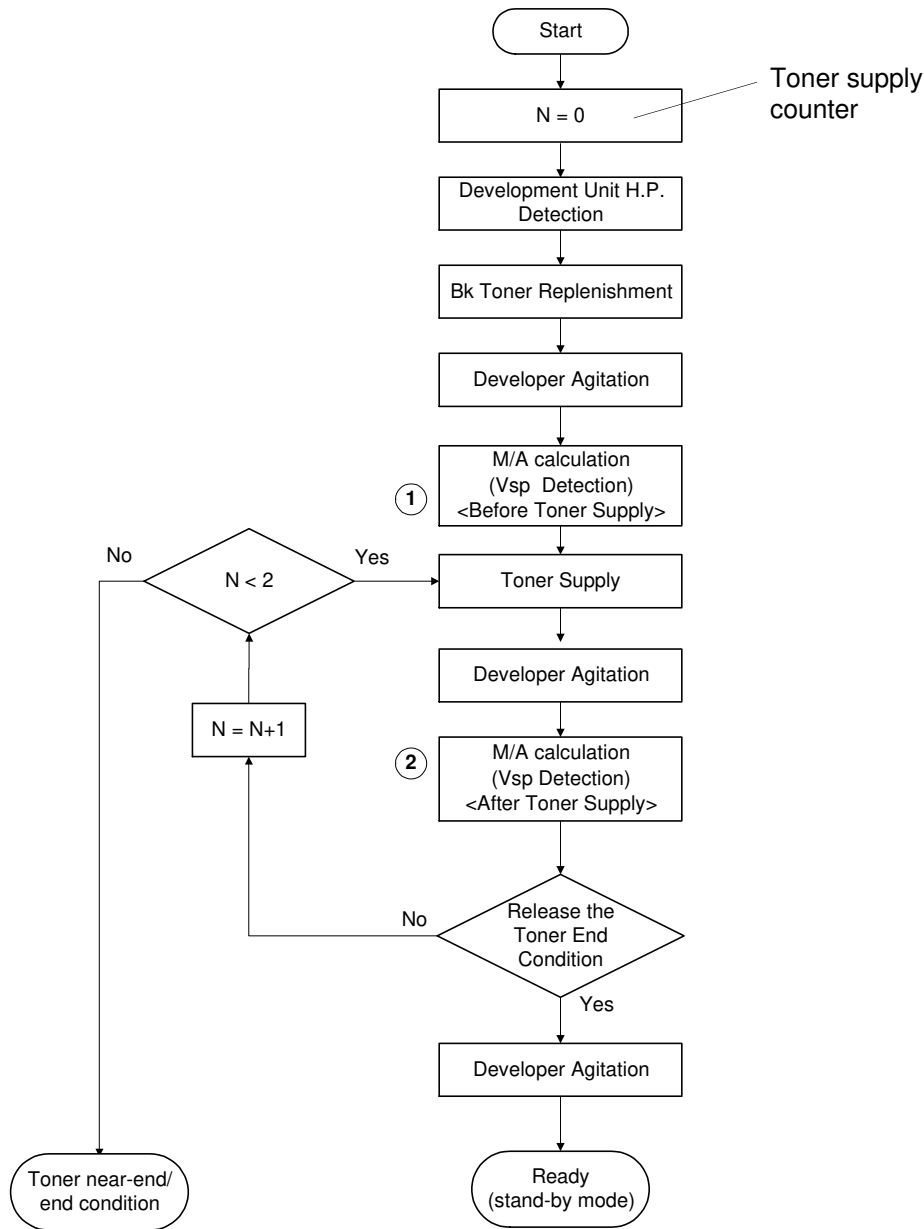 Start
Toner supply
counter
N = 0
Development Unit H.P.
Detection
Bk Toner Replenishment
Developer Agitation
1
M/A calculation
(Vsp Detection)
<Before Toner Supply>
No
N < 2
Yes
Toner Supply
Developer Agitation
N = N+1
2
M/A calculation
(Vsp Detection)
<After Toner Supply>
No
Release the
Toner End
Condition
Yes
Developer Agitation
Toner near-end/
end condition
Ready
(stand-by mode)